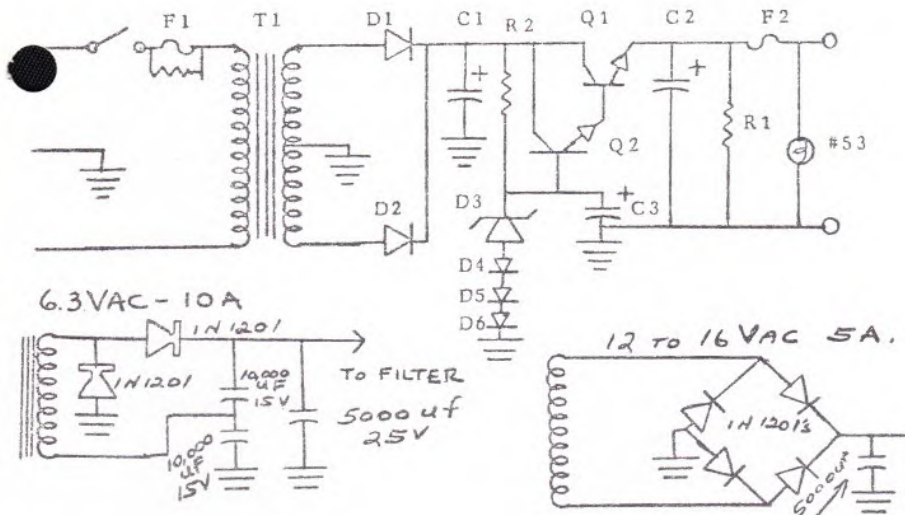 F1 T1 D1 C1 R2 Q1 C2 F2
+ + +
R1 #53
Q2
D2 D3 C3
D4
D5
D6
6.3VAC - 10A
1N1201
1N1201
10,000
UF
15V
10,000
UF
15V
TO FILTER
5000 uf
25V
12 TO 16 VAC 5A.
1N1201's
5000uf